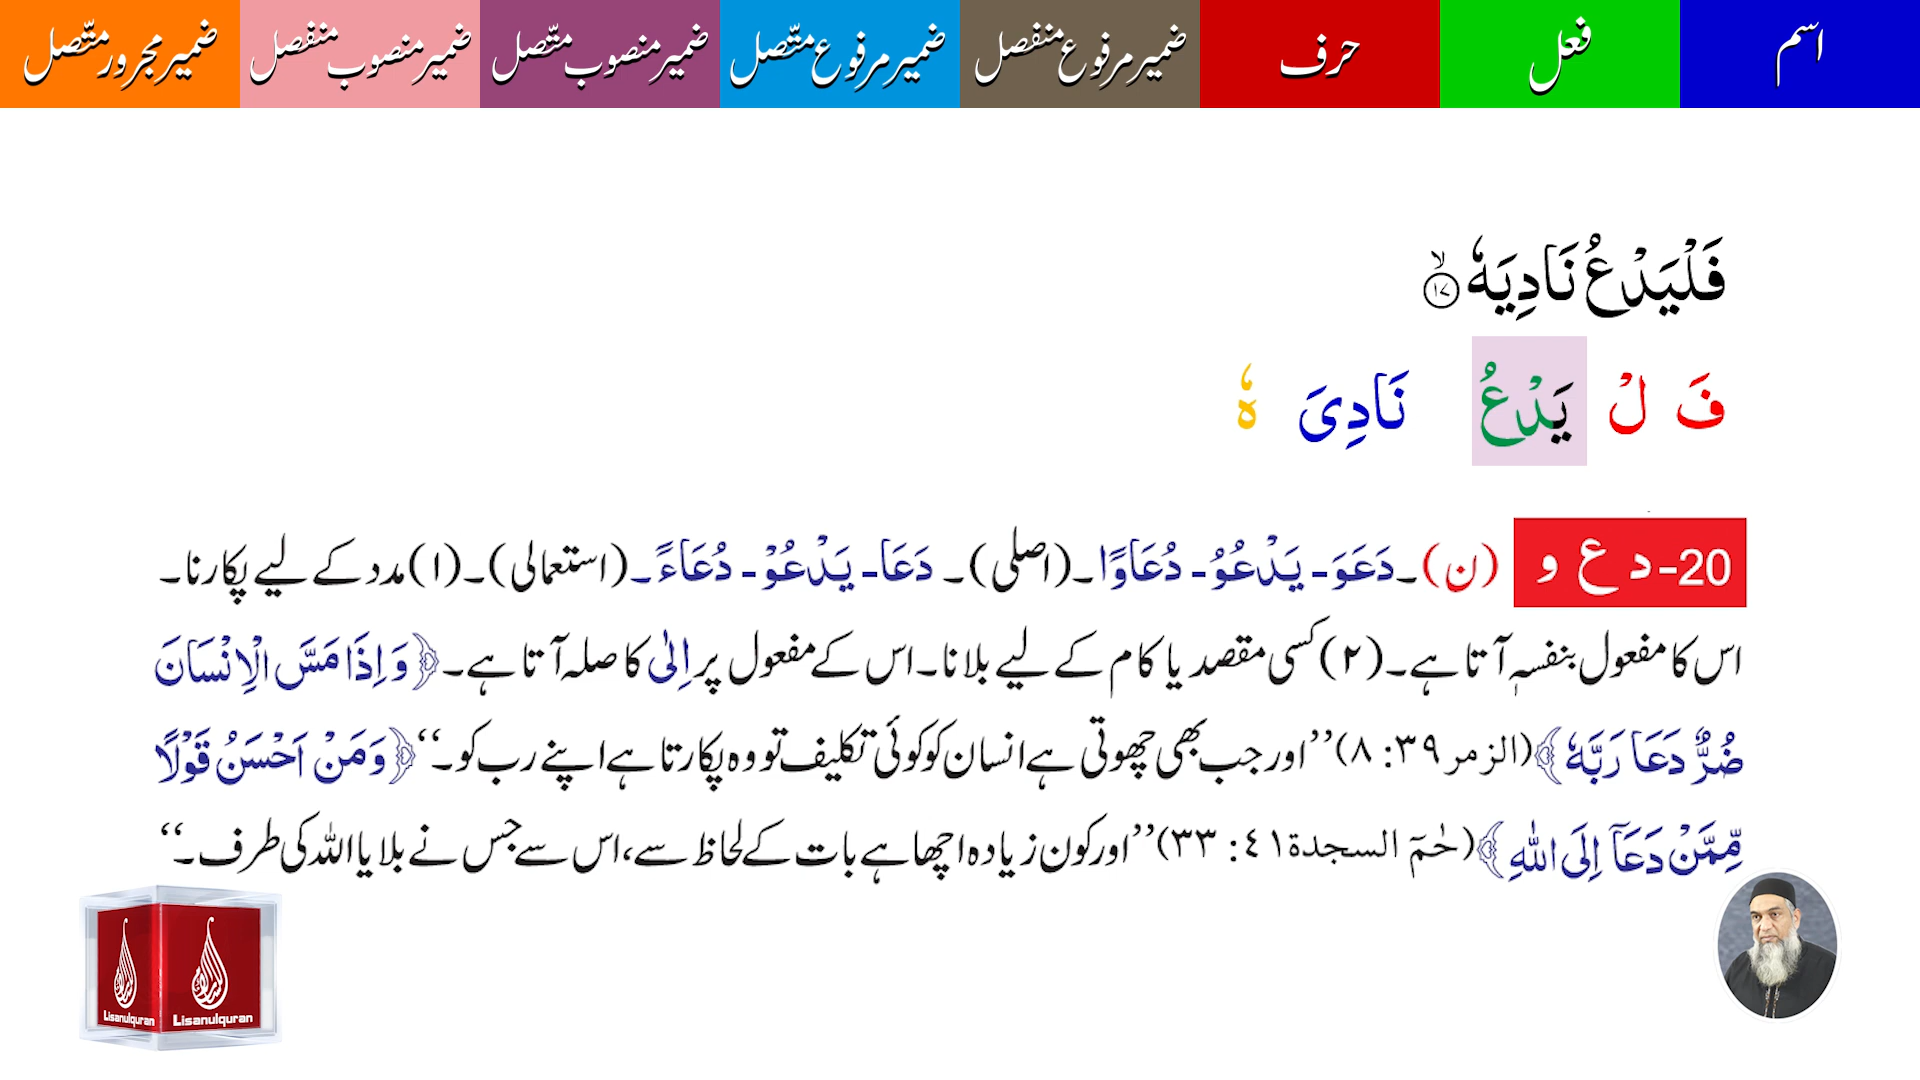 اسم فعل حرف ضمیر مرفوع منفصل ضمیر مرفوع متّصل ضمیر منصوب متّصل ضمیر منصوب منفصل ضمیر مجرور متّصل
فَلْیَدْعُ نَادِیَهٗ ۙ﴿۱۷﴾
فَ لْ یَدْعُ نَادِیَ هٗ
20- د ع و (ن)۔ دَعَوَ۔ یَدْعُوُ۔ دُعَاوًا۔ (اصلی)۔ دَعَا۔ یَدْعُوْ۔ دُعَاءً۔ (استعمالی)۔ (۱) مدد کے لیے پکارنا۔
اس کا مفعول بنفسہٖ آتا ہے۔ (۲) کسی مقصد یا کام کے لیے بلانا۔ اس کے مفعول پر اِلٰی کا صلہ آتا ہے۔ ﴿وَ اِذَا مَسَّ الْاِنْسَانَ
ضُرٌّ دَعَا رَبَّهٗ﴾ (الزمر ۳۹: ۸) ’’اور جب بھی چھوتی ہے انسان کو کوئی تکلیف تو وہ پکارتا ہے اپنے رب کو۔‘‘ ﴿وَ مَنْ اَحْسَنُ قَوْلًا
مِّمَّنْ دَعَآ اِلَی اللّٰهِ﴾ (حٰمٓ السجدة ٤١: ۳۳) ’’اور کون زیادہ اچھا ہے بات کے لحاظ سے، اس سے جس نے بلایا اللہ کی طرف۔‘‘
Lisanulquran Lisanulquran